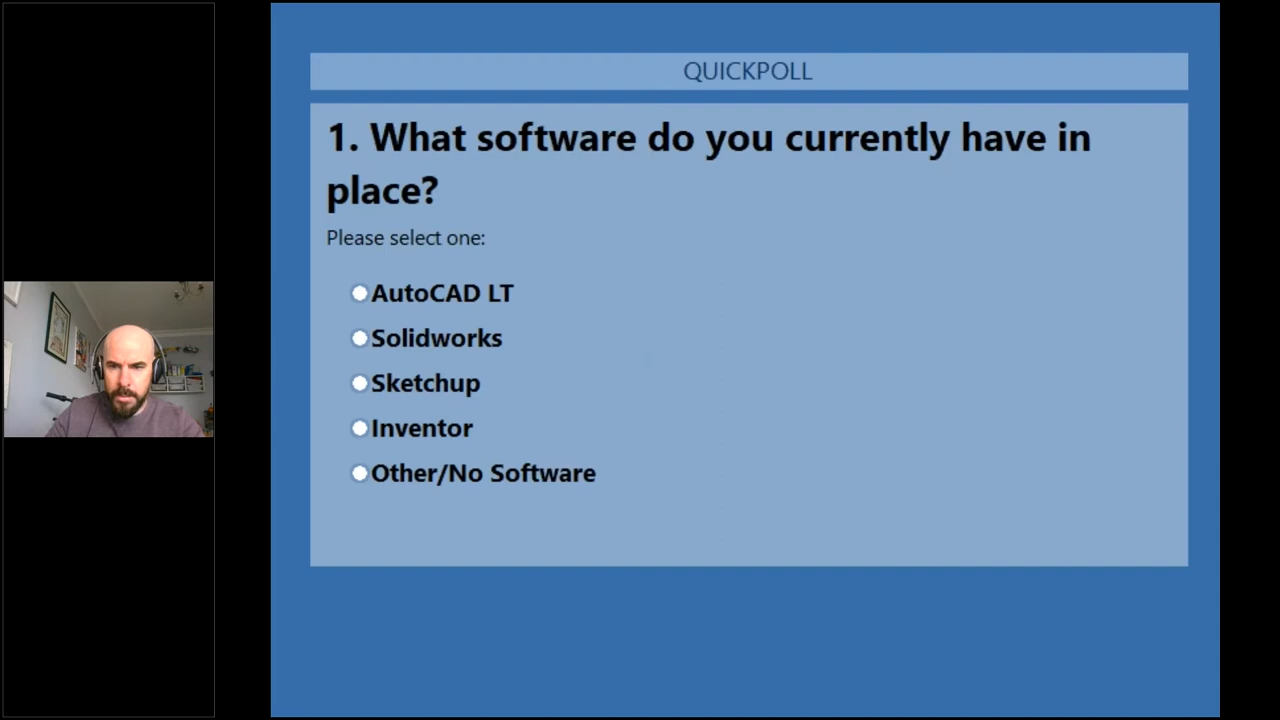 QUICKPOLL
1. What software do you currently have in
place?
Please select one:
AutoCAD LT
Solidworks
Sketchup
Inventor
Other/No Software